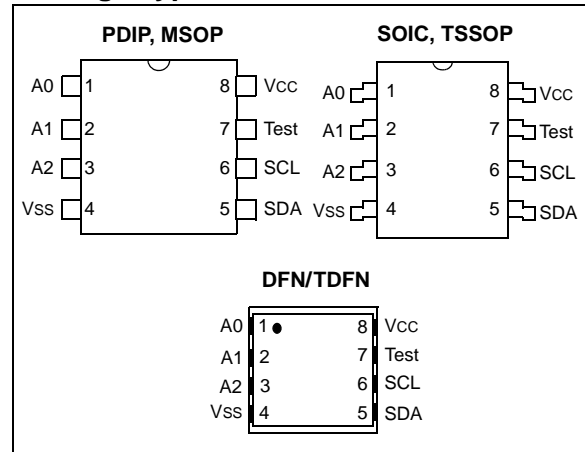 PDIP, MSOP
A0 1 8 VCC
A1 2 7 Test
A2 3 6 SCL
VSS 4 5 SDA
SOIC, TSSOP
A0 1 8 VCC
A1 2 7 Test
A2 3 6 SCL
VSS 4 5 SDA
DFN/TDFN
A0 1 8 VCC
A1 2 7 Test
A2 3 6 SCL
VSS 4 5 SDA